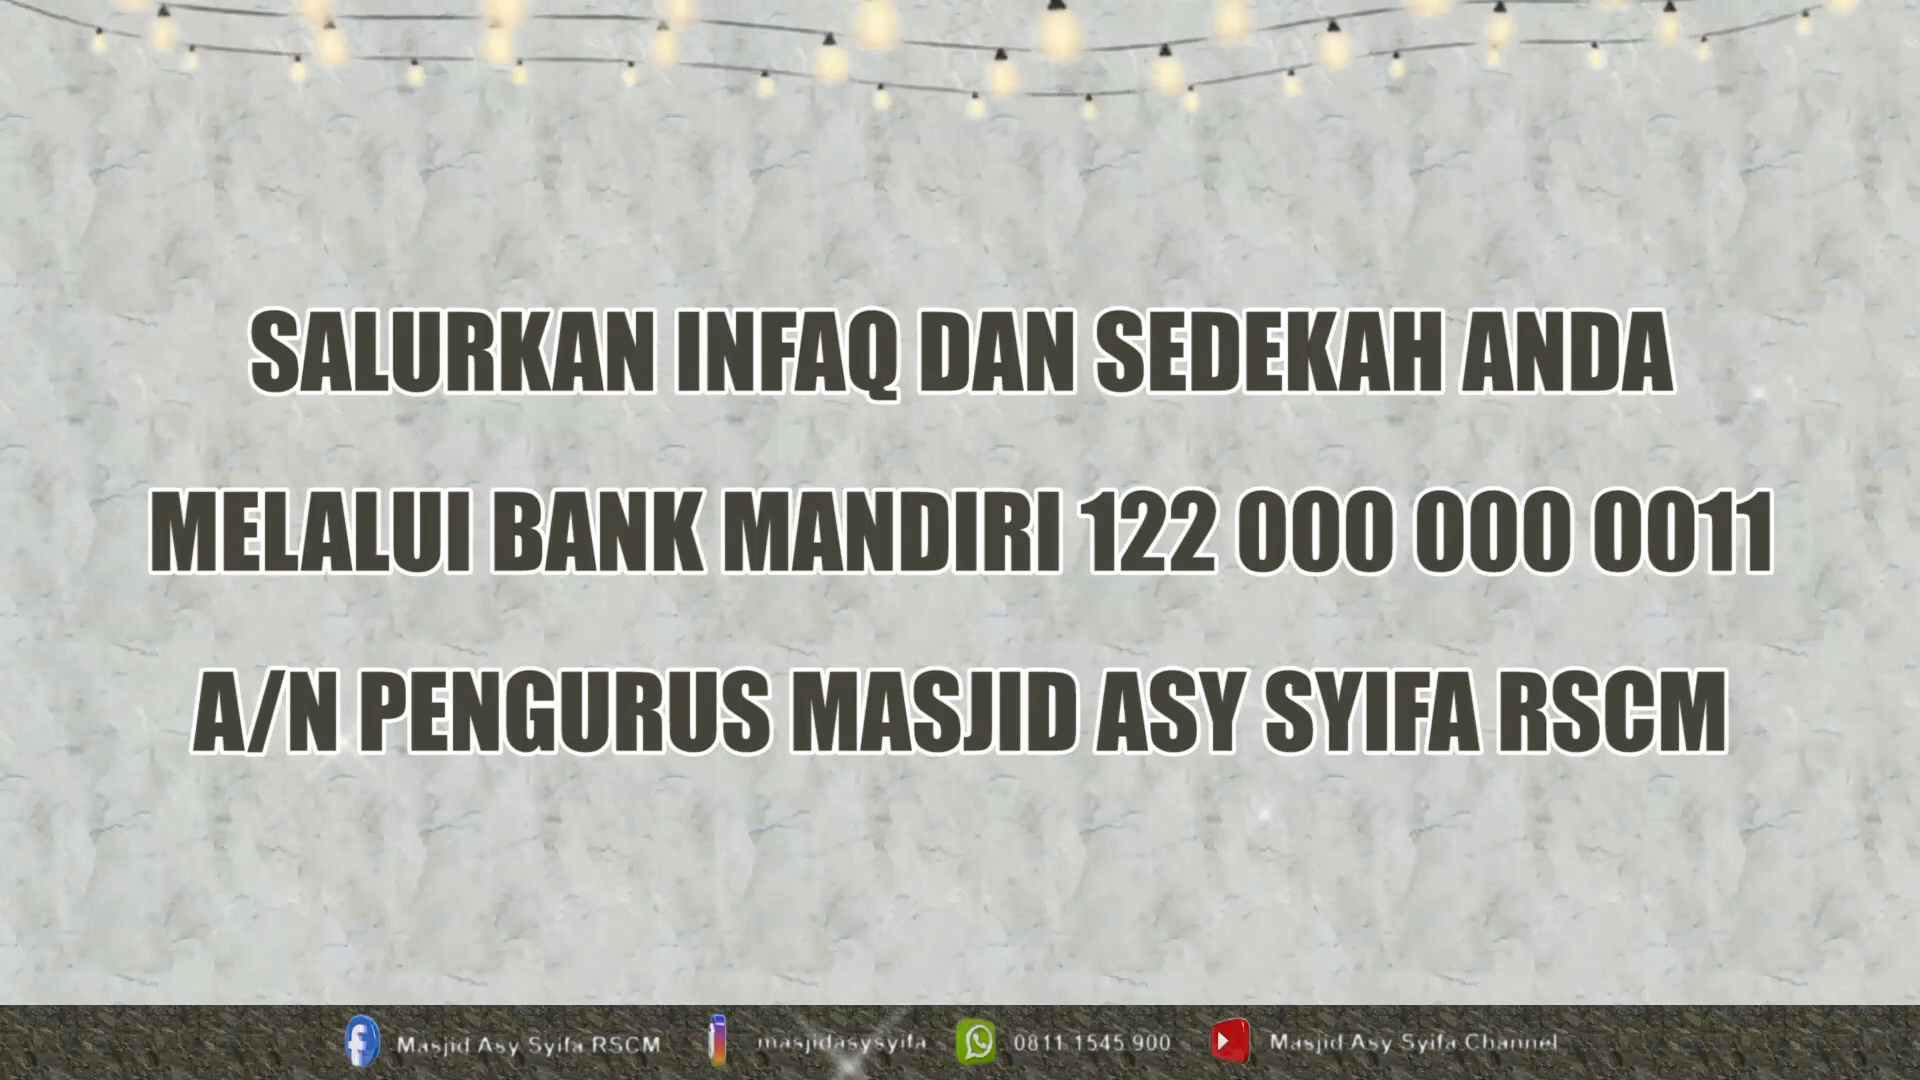 SALURKAN INFAQ DAN SEDEKAH ANDA
MELALUI BANK MANDIRI 122 000 000 0011
A/N PENGURUS MASJID ASY SYIFA RSCM
Masjid Asy Syifa RSCM
masjidasysyifa
0811 1545 900
Masjid Asy Syifa Channel